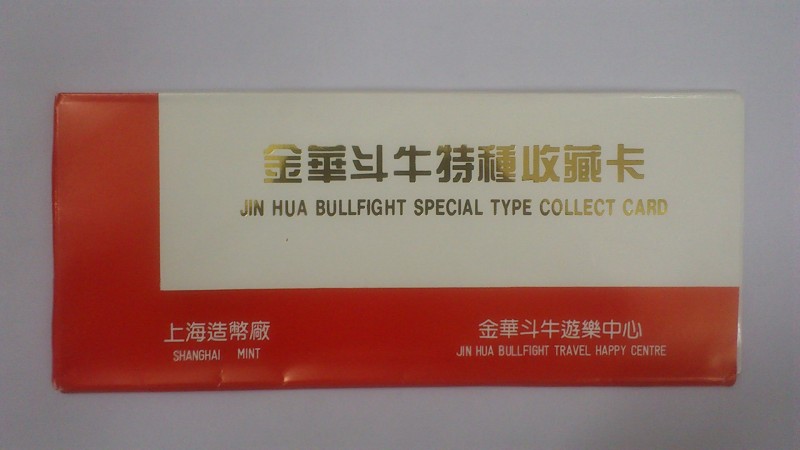 金華斗牛特種收藏卡
JIN HUA BULLFIGHT SPECIAL TYPE COLLECT CARD
上海造幣廠
SHANGHAI MINT
金華斗牛遊樂中心
JIN HUA BULLFIGHT TRAVEL HAPPY CENTRE